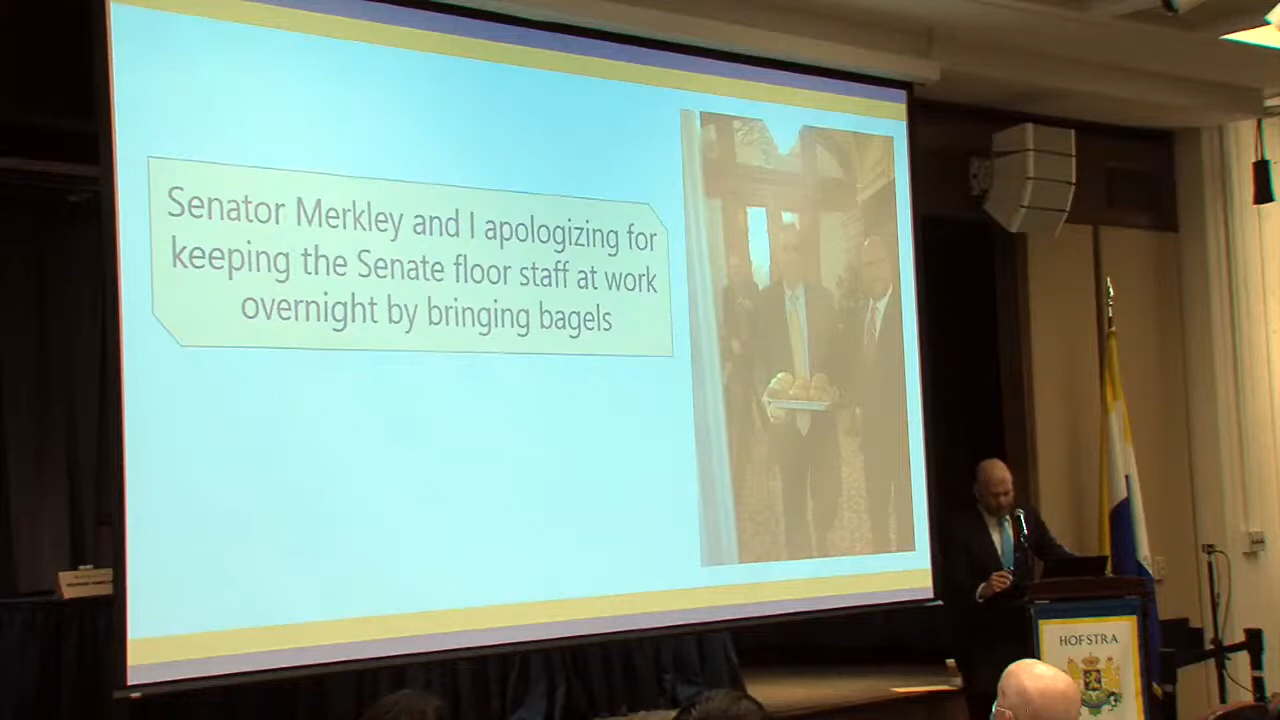 Senator Merkley and I apologizing for
keeping the Senate floor staff at work
overnight by bringing bagels
HOFSTRA